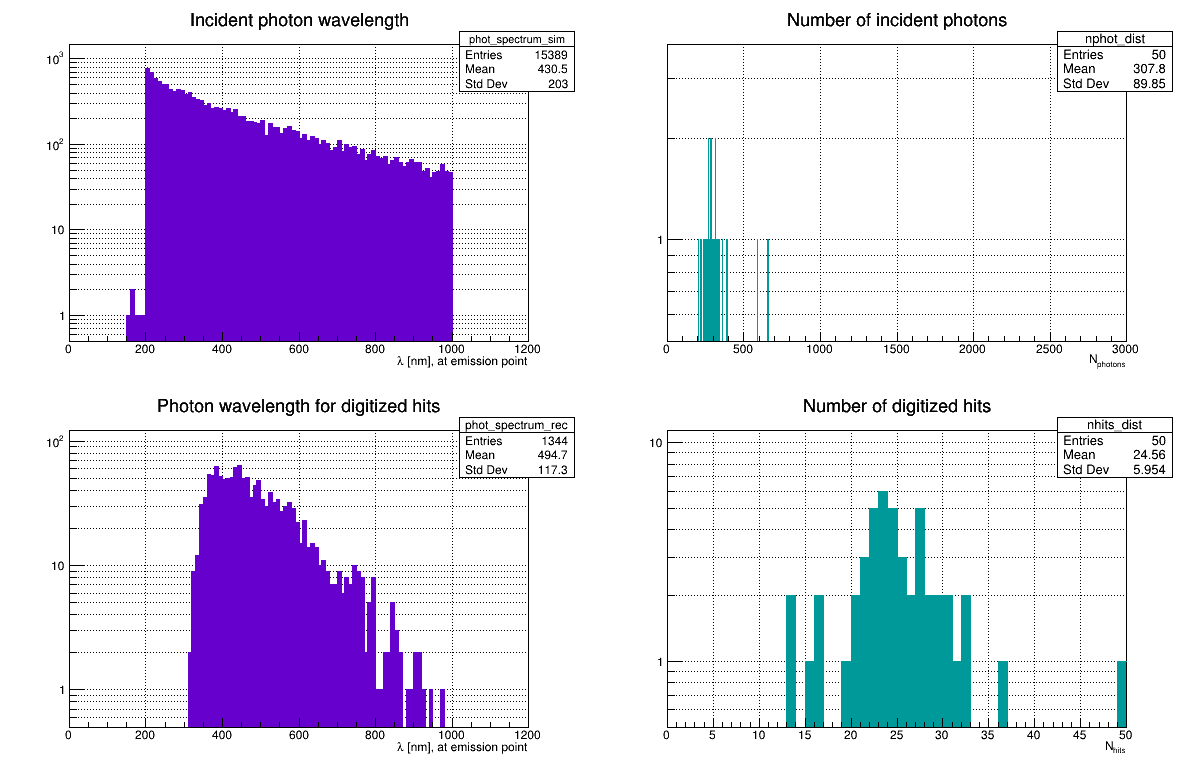 Incident photon wavelength
phot_spectrum_sim
Entries 15389
Mean 430.5
Std Dev 203
10³
10²
10
1
0 200 400 600 800 1000 1200
λ [nm], at emission point
Number of incident photons
nphot_dist
Entries 50
Mean 307.8
Std Dev 89.85
1
0 500 1000 1500 2000 2500 3000
N_photons
Photon wavelength for digitized hits
phot_spectrum_rec
Entries 1344
Mean 494.7
Std Dev 117.3
10²
10
1
0 200 400 600 800 1000 1200
λ [nm], at emission point
Number of digitized hits
nhits_dist
Entries 50
Mean 24.56
Std Dev 5.954
10
1
0 5 10 15 20 25 30 35 40 45 50
N_hits